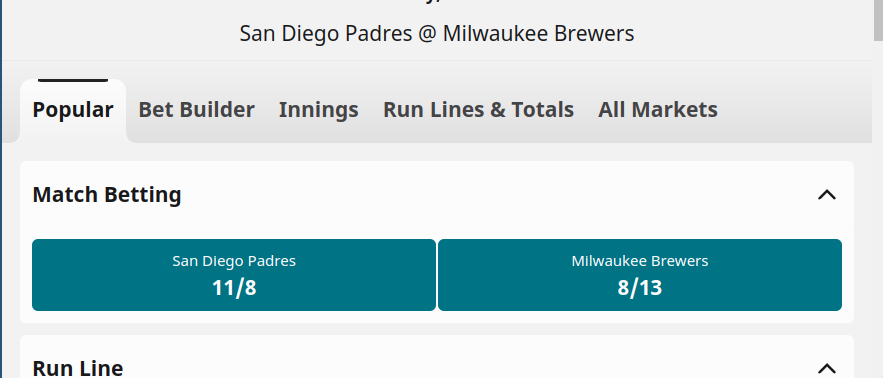 San Diego Padres @ Milwaukee Brewers
Popular Bet Builder Innings Run Lines & Totals All Markets
Match Betting
San Diego Padres Milwaukee Brewers
11/8 8/13
Run Line